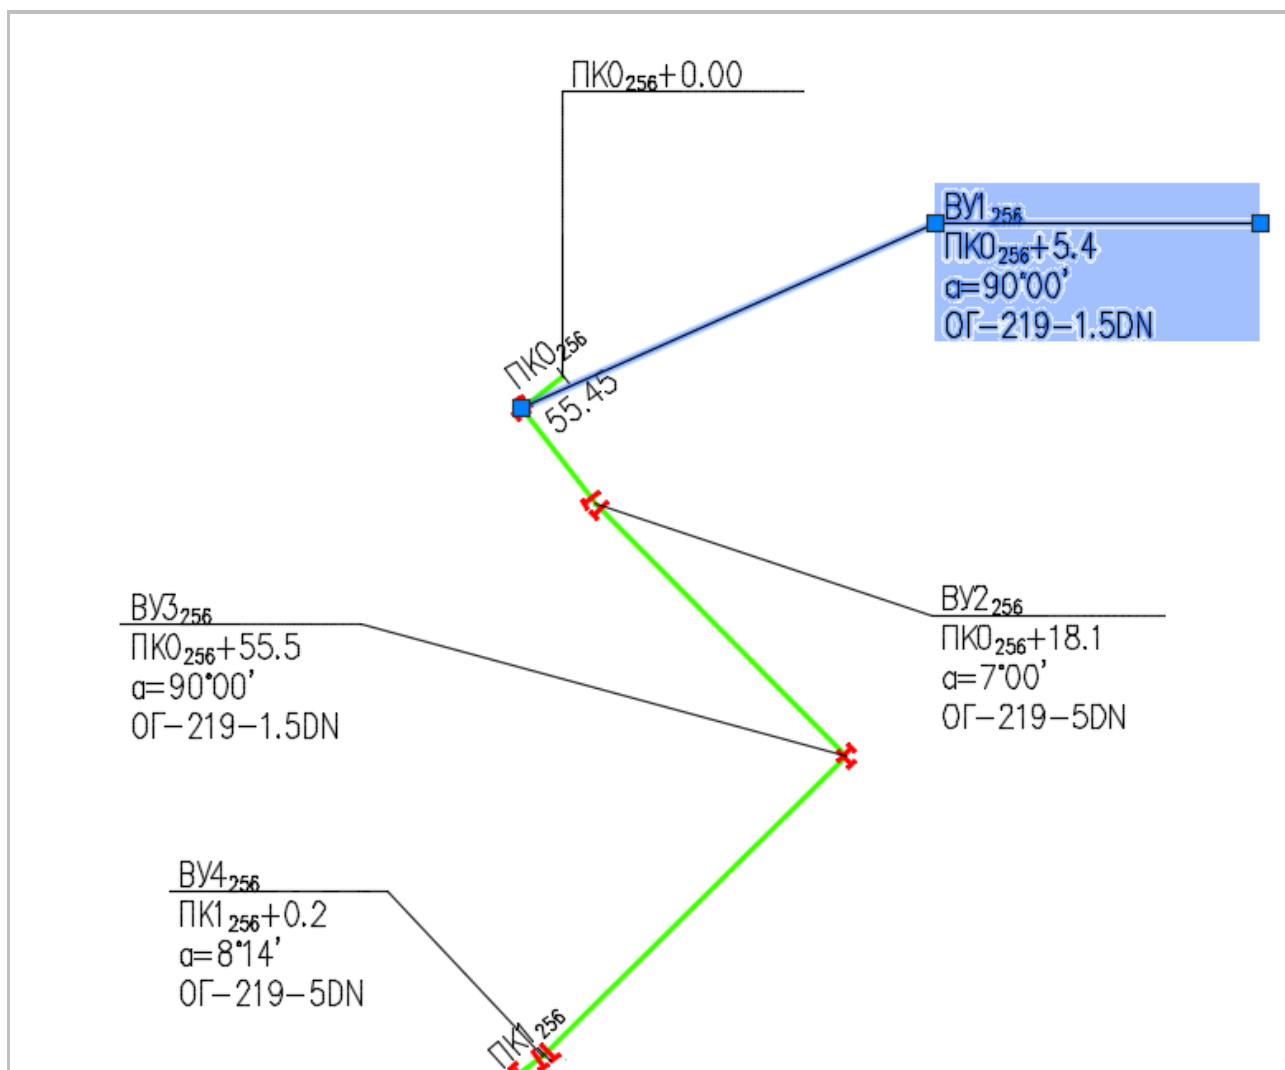 ПК0256+0.00
ВУ1256
ПК0256+5.4
α=90°00'
ОГ-219-1.5DN
ПК0256
55.45
ВУ2256
ПК0256+18.1
α=7°00'
ОГ-219-5DN
ВУ3256
ПК0256+55.5
α=90°00'
ОГ-219-1.5DN
ВУ4256
ПК1256+0.2
α=8°14'
ОГ-219-5DN
ПК1256